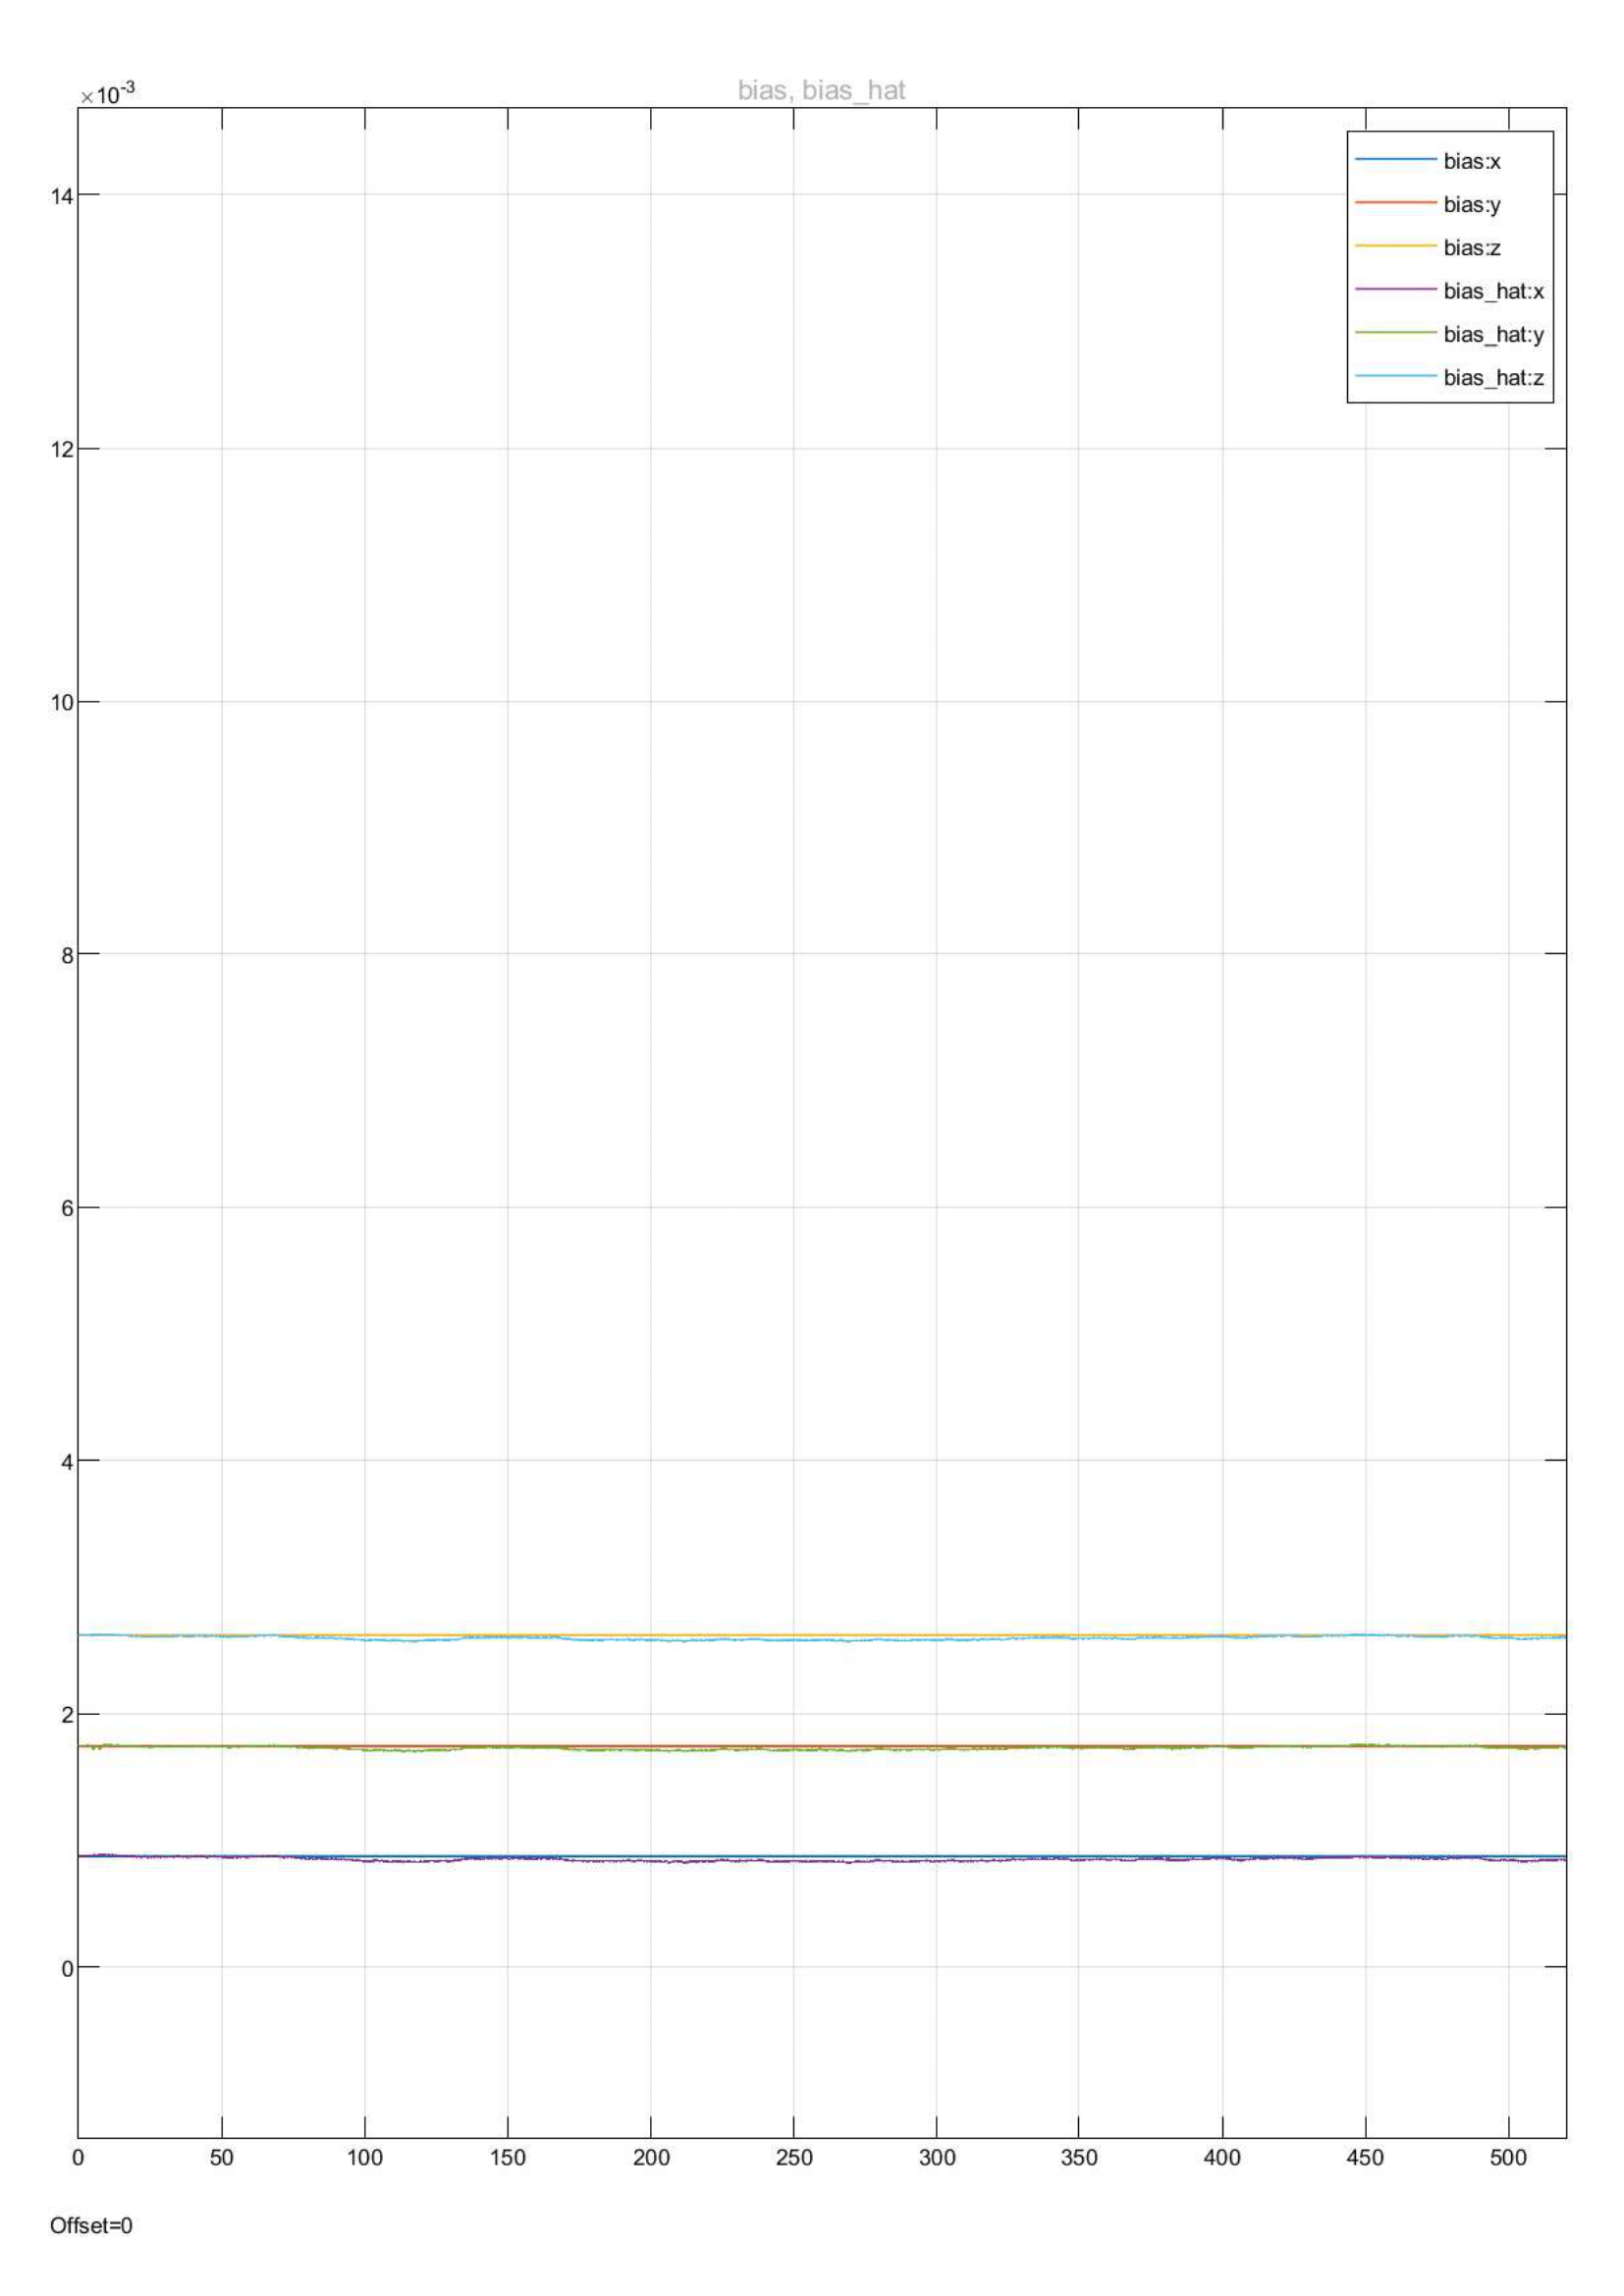 bias, bias_hat
×10-3
14
12
10
8
6
4
2
0
bias:x
bias:y
bias:z
bias_hat:x
bias_hat:y
bias_hat:z
0 50 100 150 200 250 300 350 400 450 500
Offset=0